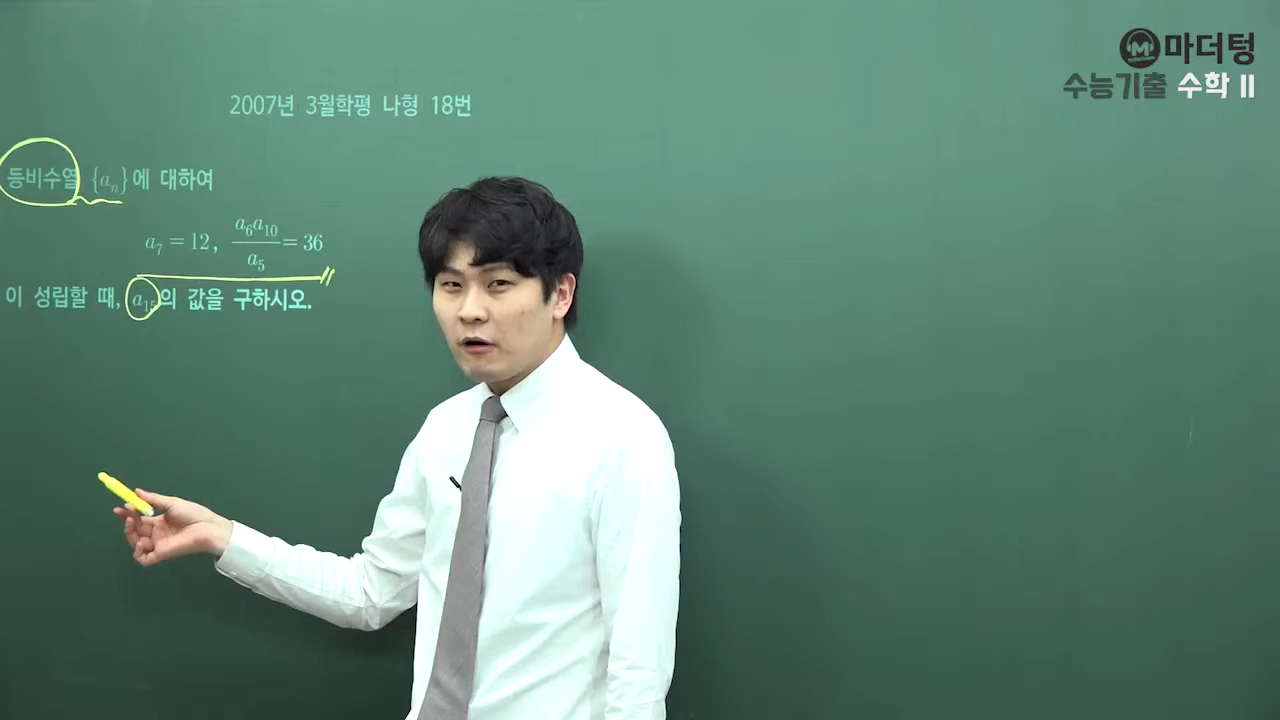 마더텅
수능기출 수학 II
2007년 3월학평 나형 18번
등비수열 {aₙ}에 대하여
a₇ = 12, a₆a₁₀/a₅ = 36
이 성립할 때, a₁₅의 값을 구하시오.